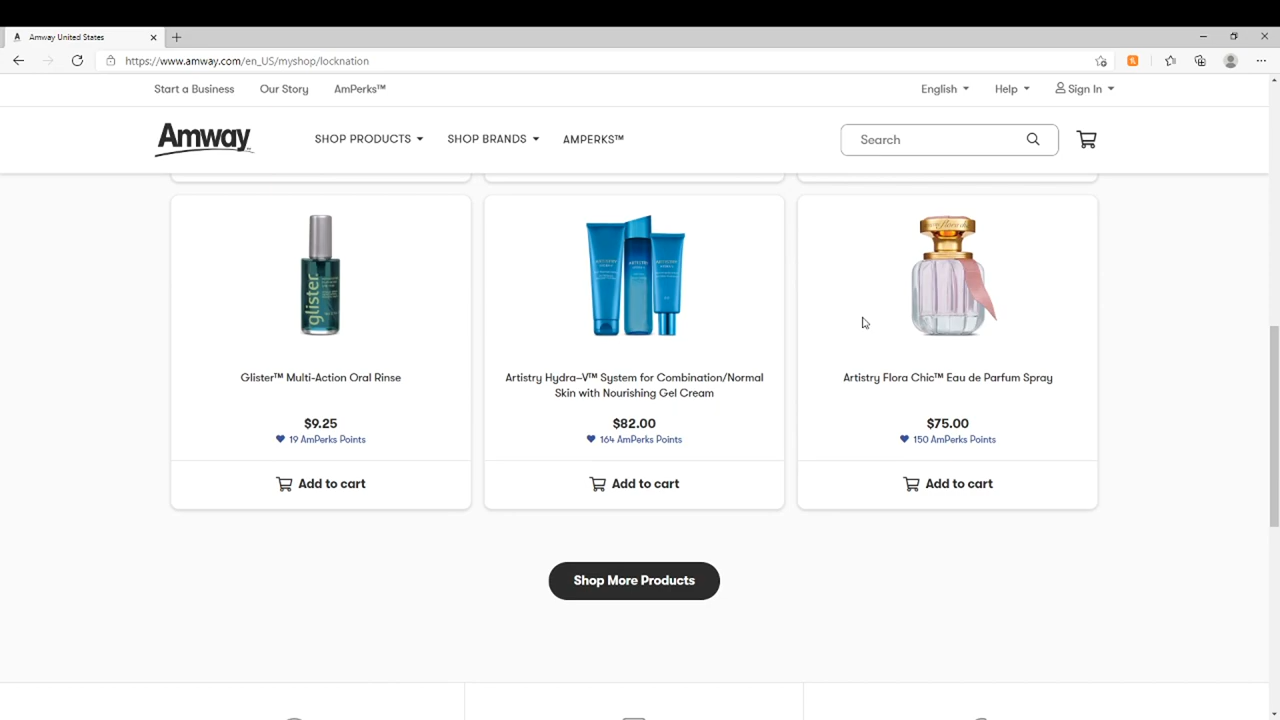 Amway United States
https://www.amway.com/en_US/myshop/locknation
Start a Business Our Story AmPerks™ English Help Sign In
Amway SHOP PRODUCTS SHOP BRANDS AMPERKS™ Search
glister
ARTISTRY ARTISTRY ARTISTRY
Glister™ Multi-Action Oral Rinse
$9.25
19 AmPerks Points
Add to cart
Artistry Hydra–V™ System for Combination/Normal
Skin with Nourishing Gel Cream
$82.00
164 AmPerks Points
Add to cart
Artistry Flora Chic™ Eau de Parfum Spray
$75.00
150 AmPerks Points
Add to cart
Shop More Products